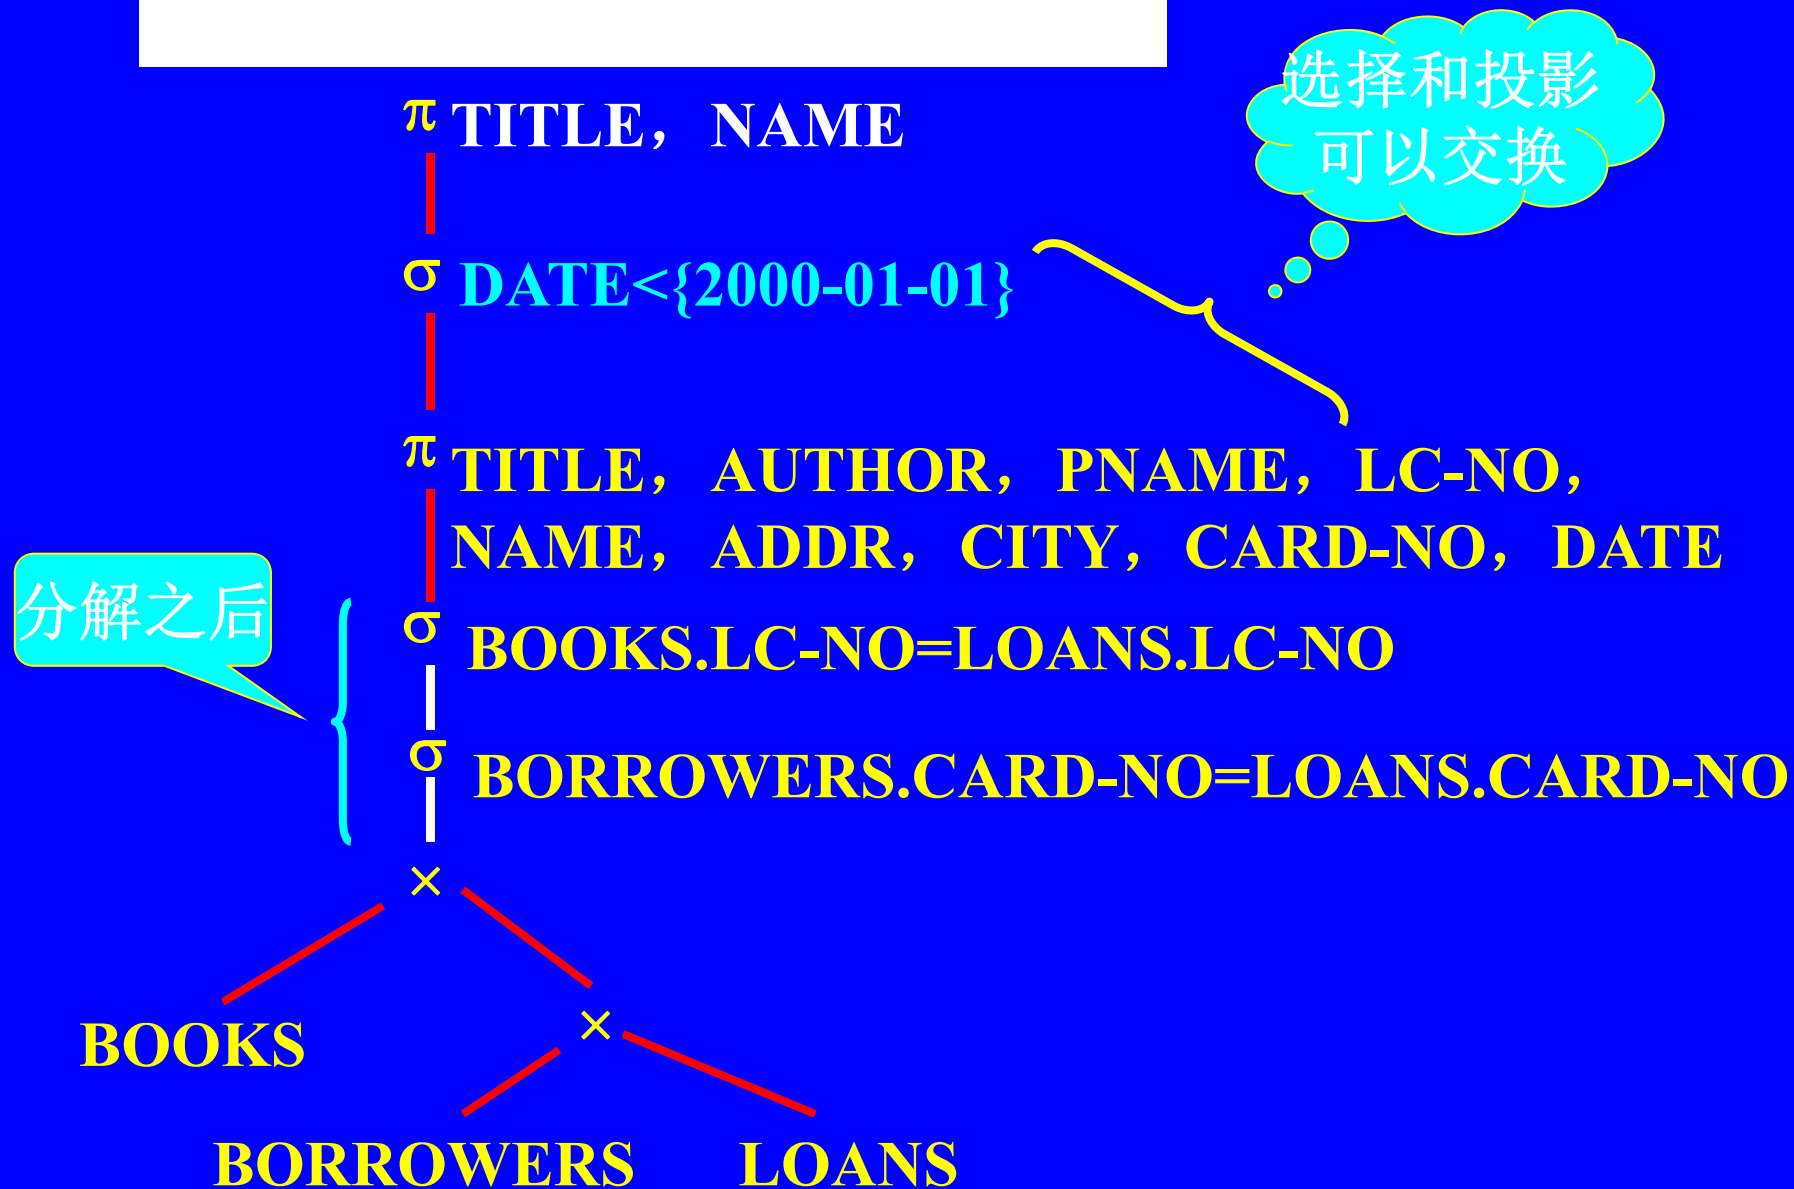 选择和投影
可以交换
π TITLE，NAME
σ DATE<{2000-01-01}
π TITLE，AUTHOR，PNAME，LC-NO，
NAME，ADDR，CITY，CARD-NO，DATE
分解之后
σ BOOKS.LC-NO=LOANS.LC-NO
σ BORROWERS.CARD-NO=LOANS.CARD-NO
×
BOOKS
×
BORROWERS LOANS